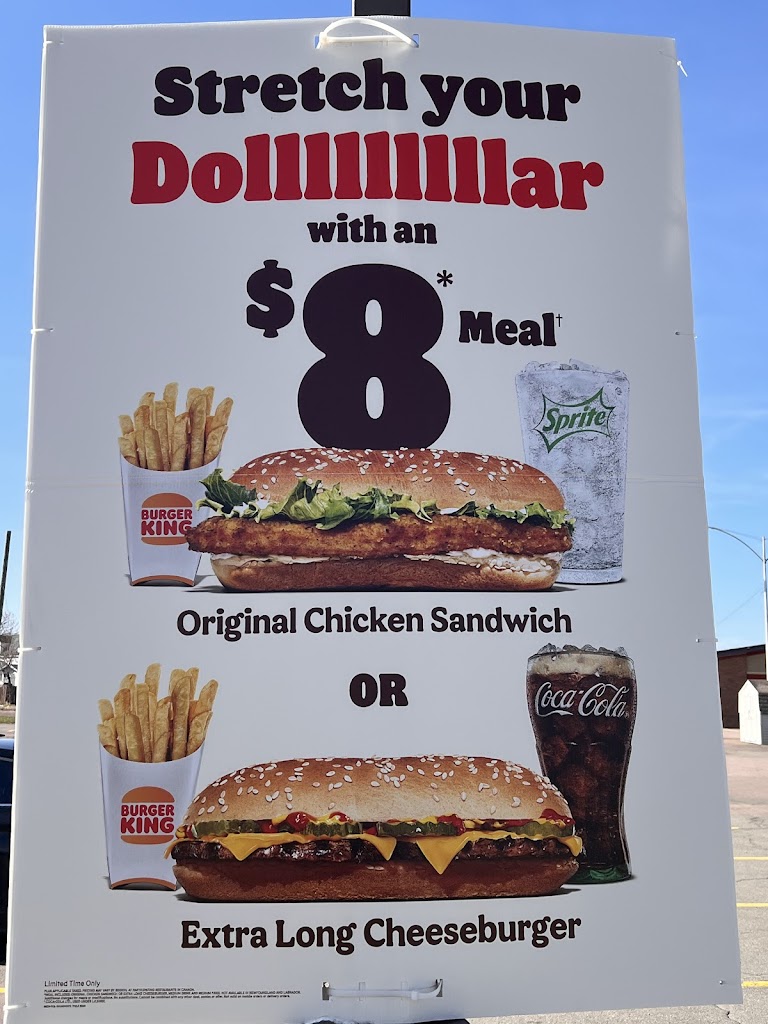 Stretch your
Dolllllllllar
with an
$8* Meal†
Sprite
BURGER
KING
Original Chicken Sandwich
OR
Coca-Cola
BURGER
KING
Extra Long Cheeseburger
Limited Time Only